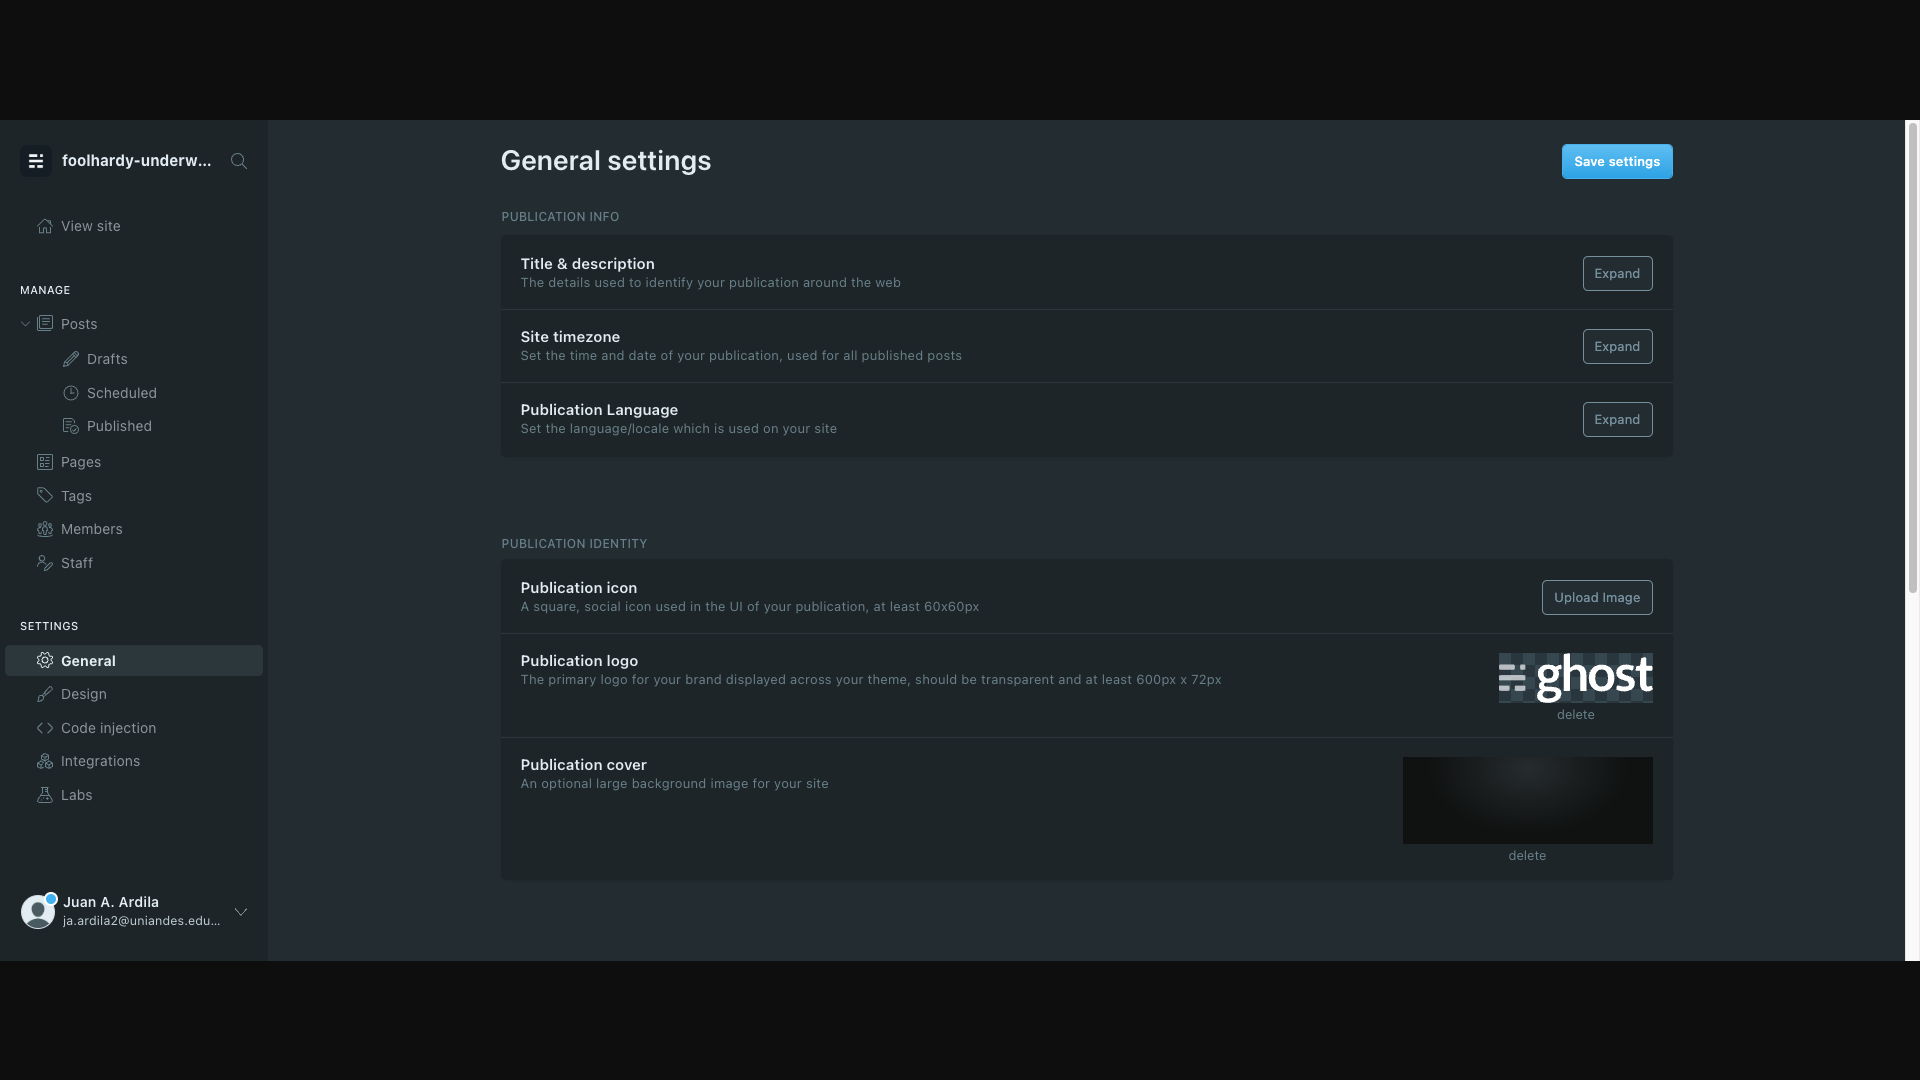 foolhardy-underw...
View site
MANAGE
Posts
Drafts
Scheduled
Published
Pages
Tags
Members
Staff
SETTINGS
General
Design
Code injection
Integrations
Labs
Juan A. Ardila
ja.ardila2@uniandes.edu...
General settings
Save settings
PUBLICATION INFO
Title & description
The details used to identify your publication around the web
Expand
Site timezone
Set the time and date of your publication, used for all published posts
Expand
Publication Language
Set the language/locale which is used on your site
Expand
PUBLICATION IDENTITY
Publication icon
A square, social icon used in the UI of your publication, at least 60x60px
Upload Image
Publication logo
The primary logo for your brand displayed across your theme, should be transparent and at least 600px x 72px
ghost
delete
Publication cover
An optional large background image for your site
delete